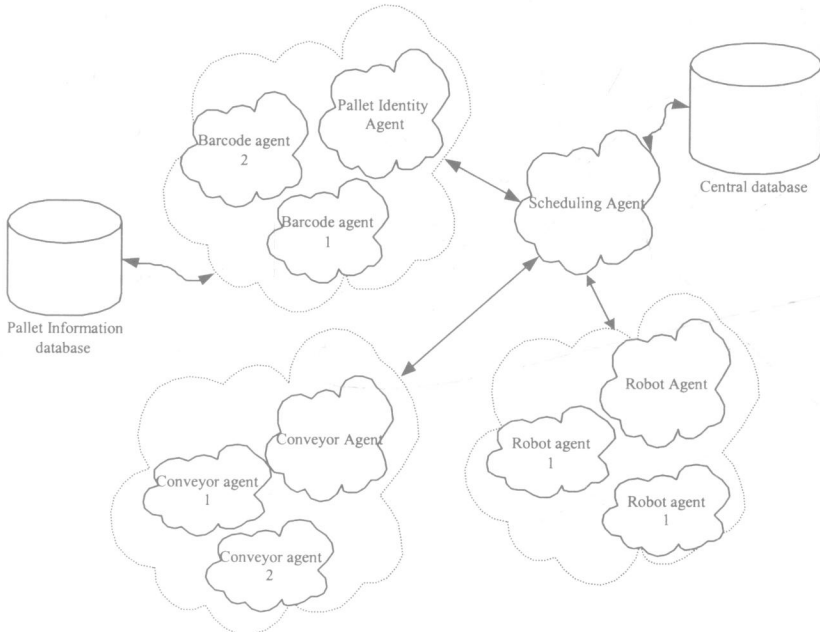 Pallet Identity
Agent
Barcode agent
2
Barcode agent
1
Scheduling Agent
Central database
Pallet Information
database
Conveyor Agent
Conveyor agent
1
Conveyor agent
2
Robot Agent
Robot agent
1
Robot agent
1